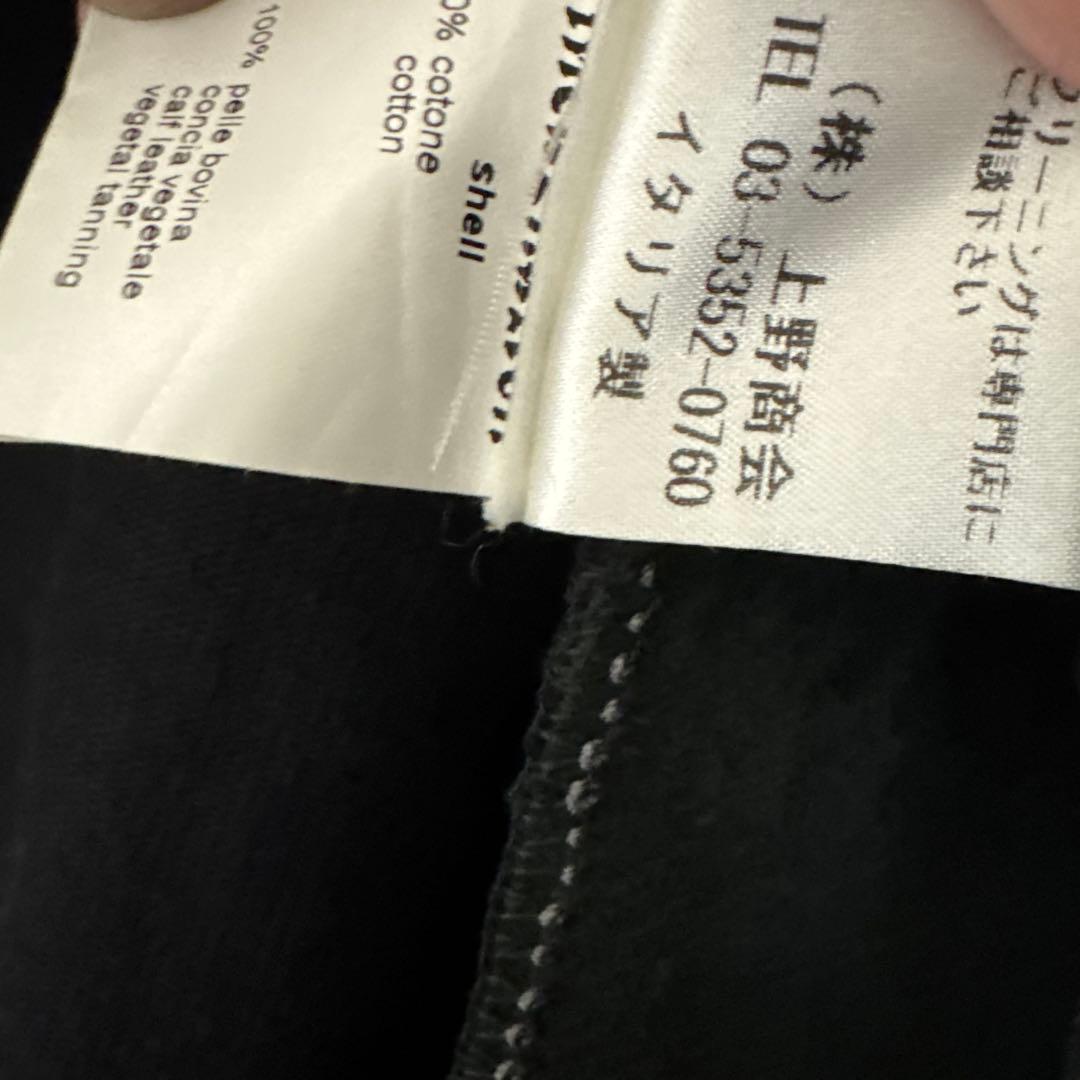 クリーニングは専門店に
ご相談下さい
(株) 上野商会
TEL 03-5352-0760
イタリア製
shell
0% cotone
cotton
100% pelle bovina
concia vegetale
calf leather
vegetal tanning